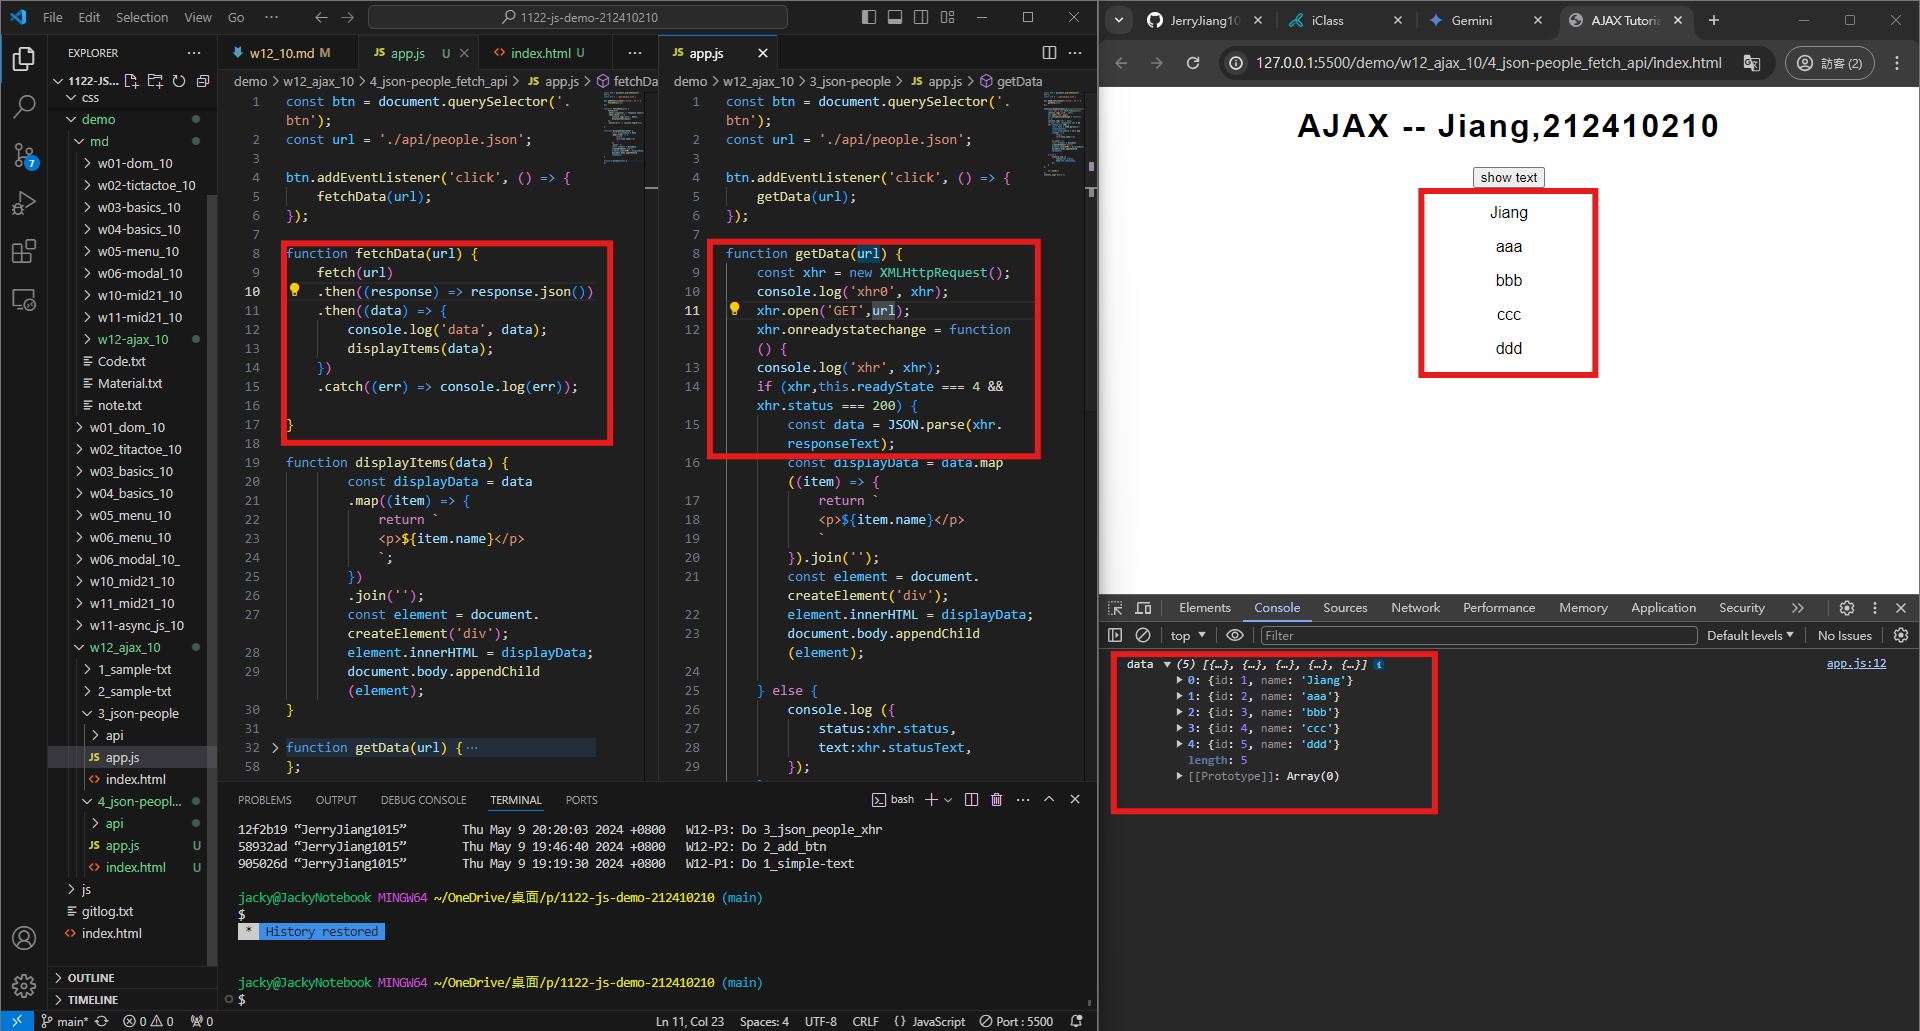 File Edit Selection View Go ···
1122-js-demo-212410210
EXPLORER
1122-JS...
css
demo
md
w01-dom_10
w02-tictactoe_10
w03-basics_10
w04-basics_10
w05-menu_10
w06-modal_10
w10-mid21_10
w11-mid21_10
w12-ajax_10
Code.txt
Material.txt
note.txt
w01_dom_10
w02_titactoe_10
w03_basics_10
w04_basics_10
w05_menu_10
w06_menu_10
w06_modal_10_
w10_mid21_10
w11_mid21_10
w11-async_js_10
w12_ajax_10
1_sample-txt
2_sample-txt
3_json-people
api
JS app.js
index.html
4_json-peopl...
api
JS app.js U
index.html U
js
gitlog.txt
index.html
OUTLINE
TIMELINE
7
w12_10.md M
JS app.js U
index.html U
demo > w12_ajax_10 > 4_json-people_fetch_api > JS app.js > fetchDa
1 const btn = document.querySelector('.
btn');
2 const url = './api/people.json';
3
4 btn.addEventListener('click', () => {
5 fetchData(url);
6 });
7
8 function fetchData(url) {
9 fetch(url)
10 .then((response) => response.json())
11 .then((data) => {
12 console.log('data', data);
13 displayItems(data);
14 })
15 .catch((err) => console.log(err));
16
17 }
18
19 function displayItems(data) {
20 const displayData = data
21 .map((item) => {
22 return `
23 <p>${item.name}</p>
24 `;
25 })
26 .join('');
27 const element = document.
createElement('div');
28 element.innerHTML = displayData;
29 document.body.appendChild
(element);
30 }
31
32 function getData(url) {···
58 };
JS app.js
demo > w12_ajax_10 > 3_json-people > JS app.js > getData
1 const btn = document.querySelector('.
btn');
2 const url = './api/people.json';
3
4 btn.addEventListener('click', () => {
5 getData(url);
6 });
7
8 function getData(url) {
9 const xhr = new XMLHttpRequest();
10 console.log('xhr0', xhr);
11 xhr.open('GET',url);
12 xhr.onreadystatechange = function
() {
13 console.log('xhr', xhr);
14 if (xhr,this.readyState === 4 &&
xhr.status === 200) {
15 const data = JSON.parse(xhr.
responseText);
16 const displayData = data.map
((item) => {
17 return `
18 <p>${item.name}</p>
19 `
20 }).join('');
21 const element = document.
createElement('div');
22 element.innerHTML = displayData;
23 document.body.appendChild
(element);
24
25 } else {
26 console.log ({
27 status:xhr.status,
28 text:xhr.statusText,
29 });
PROBLEMS OUTPUT DEBUG CONSOLE TERMINAL PORTS
bash
12f2b19 “JerryJiang1015” Thu May 9 20:20:03 2024 +0800 W12-P3: Do 3_json_people_xhr
58932ad “JerryJiang1015” Thu May 9 19:46:40 2024 +0800 W12-P2: Do 2_add_btn
905026d “JerryJiang1015” Thu May 9 19:19:30 2024 +0800 W12-P1: Do 1_simple-text
jacky@JackyNotebook MINGW64 ~/OneDrive/桌面/p/1122-js-demo-212410210 (main)
$
* History restored
jacky@JackyNotebook MINGW64 ~/OneDrive/桌面/p/1122-js-demo-212410210 (main)
$
main* 0 0 0
Ln 11, Col 23 Spaces: 4 UTF-8 CRLF {} JavaScript Port : 5500
JerryJiang10
iClass
Gemini
AJAX Tutoria
127.0.0.1:5500/demo/w12_ajax_10/4_json-people_fetch_api/index.html
訪客 (2)
AJAX -- Jiang,212410210
show text
Jiang
aaa
bbb
ccc
ddd
Elements Console Sources Network Performance Memory Application Security
top Filter Default levels No Issues
data (5) [{…}, {…}, {…}, {…}, {…}] i
app.js:12
0: {id: 1, name: 'Jiang'}
1: {id: 2, name: 'aaa'}
2: {id: 3, name: 'bbb'}
3: {id: 4, name: 'ccc'}
4: {id: 5, name: 'ddd'}
length: 5
[[Prototype]]: Array(0)